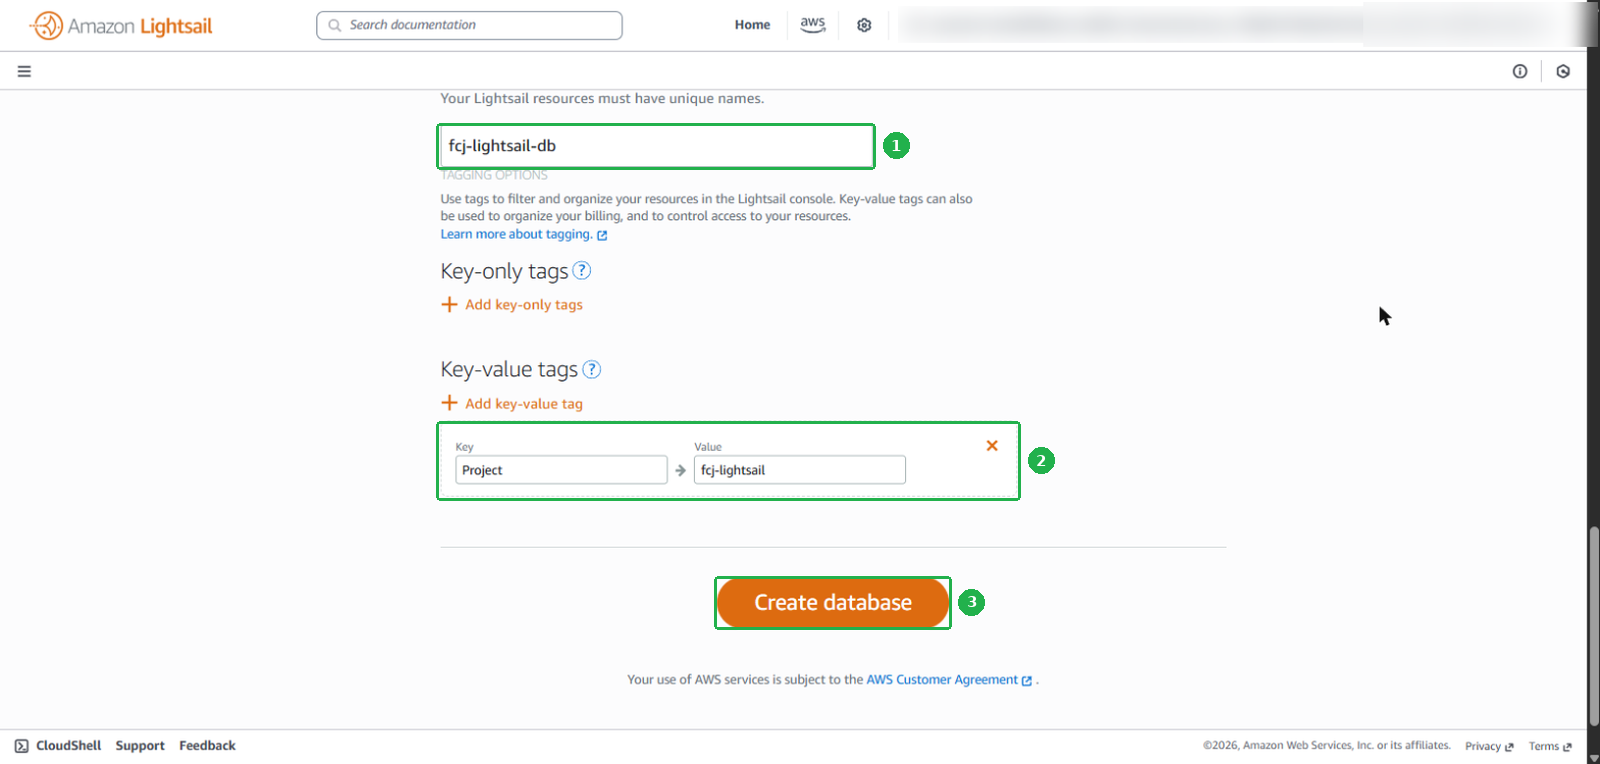 Amazon Lightsail
Search documentation
Home
aws
Your Lightsail resources must have unique names.
fcj-lightsail-db
1
TAGGING OPTIONS
Use tags to filter and organize your resources in the Lightsail console. Key-value tags can also
be used to organize your billing, and to control access to your resources.
Learn more about tagging.
Key-only tags ?
+ Add key-only tags
Key-value tags ?
+ Add key-value tag
Key
Value
Project
fcj-lightsail
2
Create database
3
Your use of AWS services is subject to the AWS Customer Agreement .
CloudShell Support Feedback
©2026, Amazon Web Services, Inc. or its affiliates. Privacy Terms